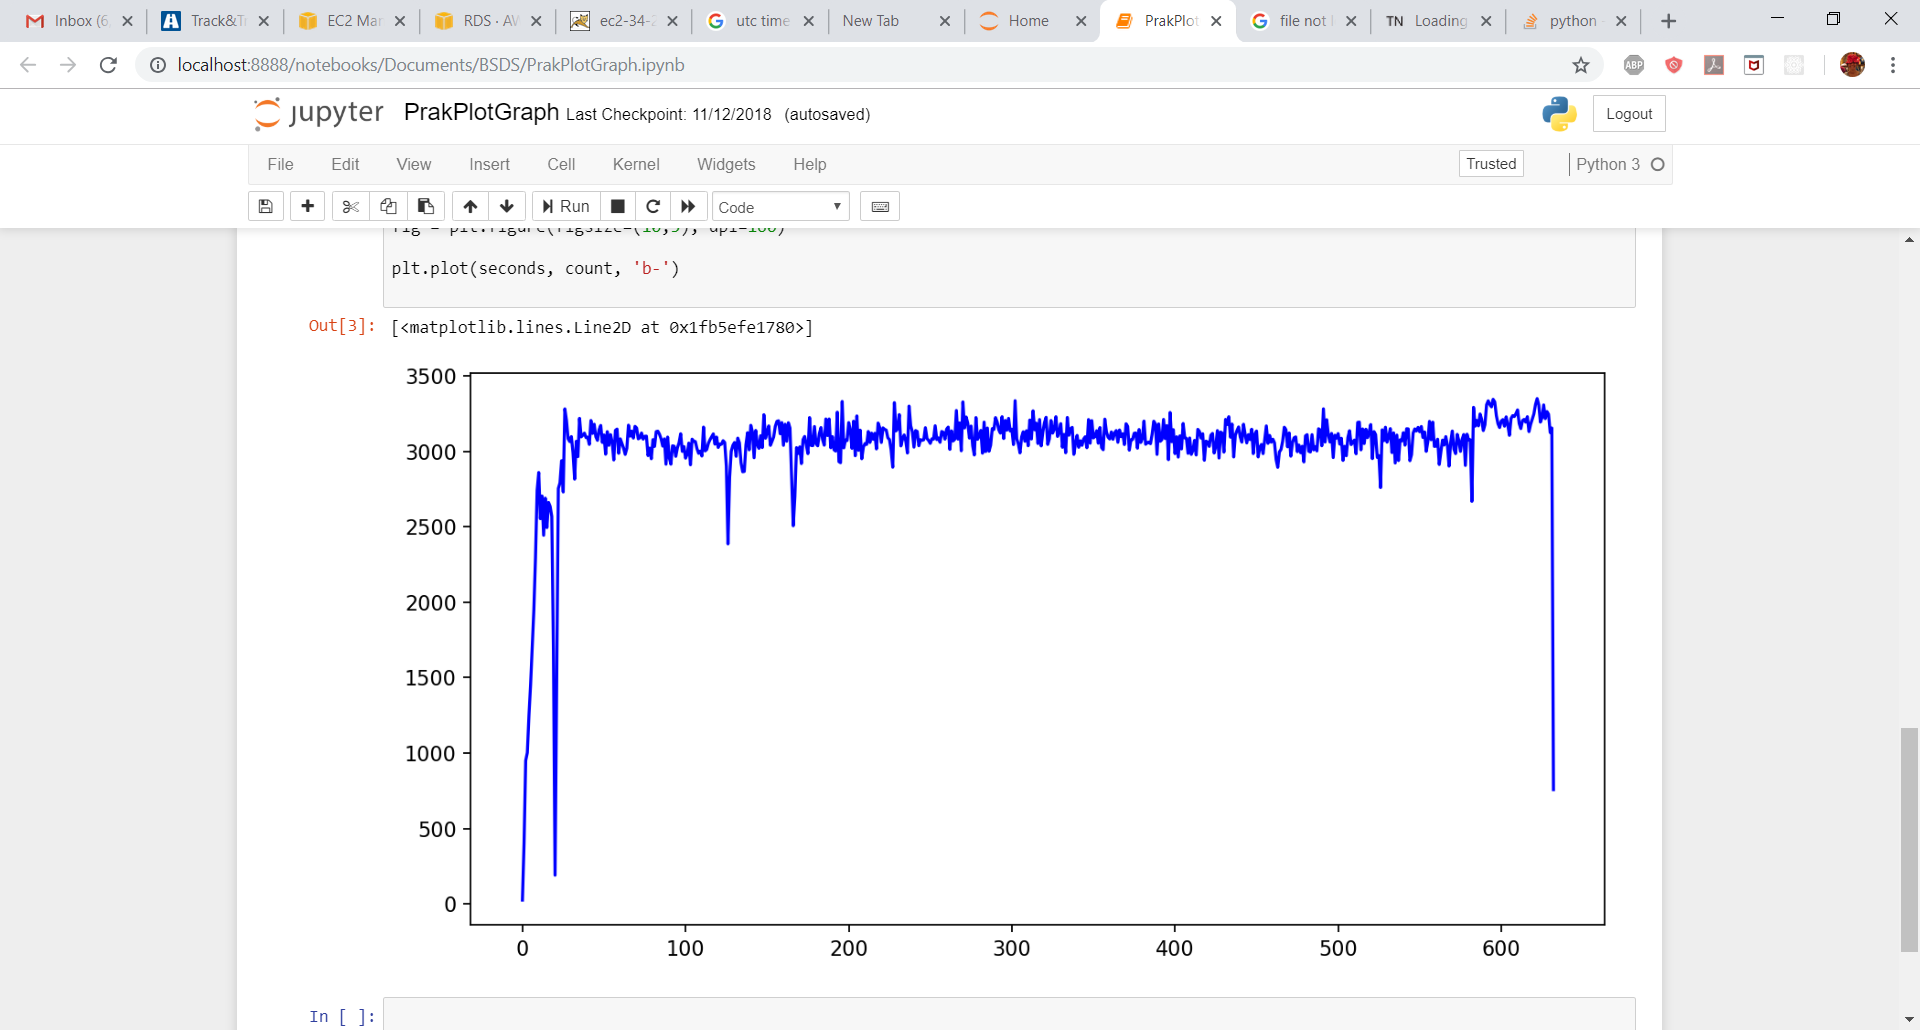 Inbox (6 Track&T EC2 Mar RDS · AV ec2-34-2 utc time New Tab Home PrakPlot file not TN Loading python
localhost:8888/notebooks/Documents/BSDS/PrakPlotGraph.ipynb ABP
jupyter PrakPlotGraph Last Checkpoint: 11/12/2018 (autosaved) Logout
File Edit View Insert Cell Kernel Widgets Help Trusted Python 3
Run Code
plt.plot(seconds, count, 'b-')
Out[3]: [<matplotlib.lines.Line2D at 0x1fb5efe1780>]
3500
3000
2500
2000
1500
1000
500
0
0 100 200 300 400 500 600
In [ ]: